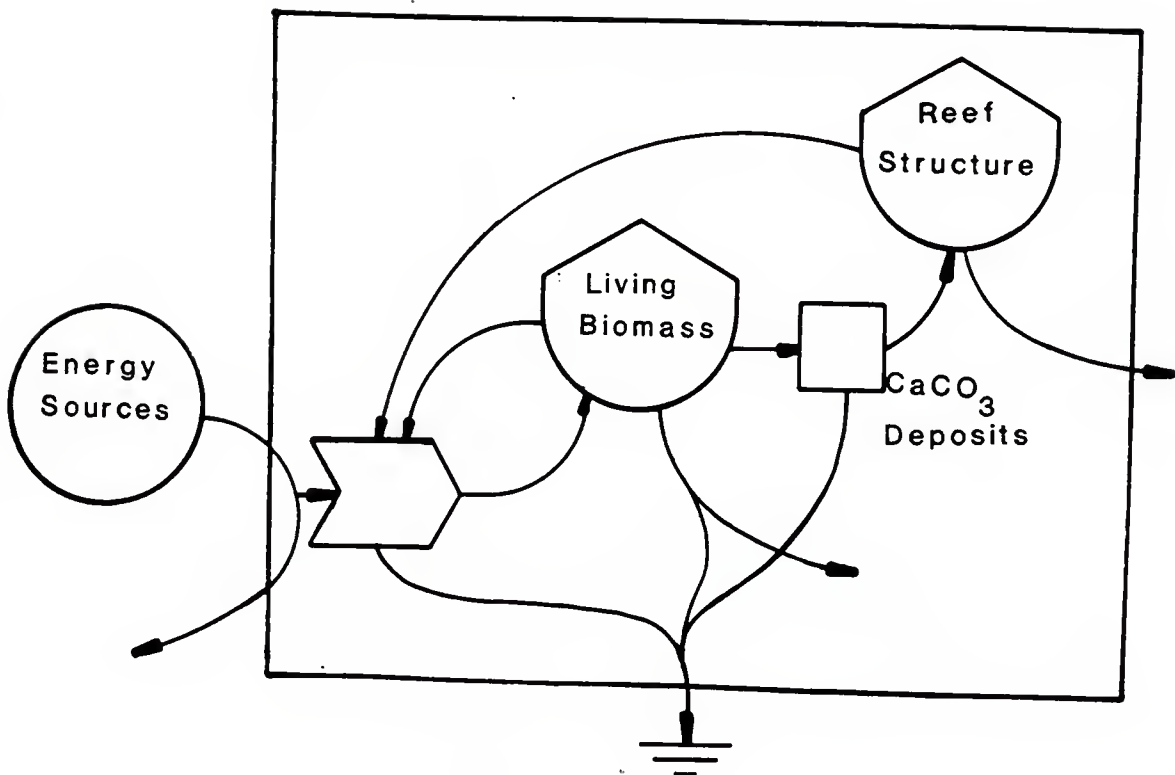 Reef
Structure
Living
Biomass
Energy
Sources
CaCO3
Deposits